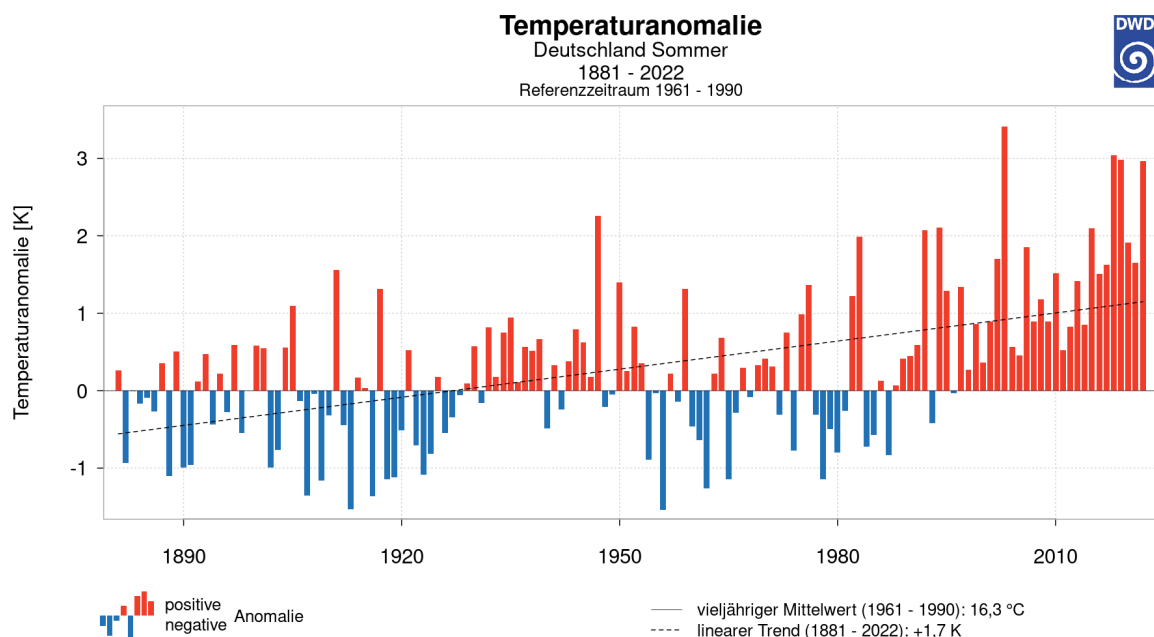 Temperaturanomalie
Deutschland Sommer
1881 - 2022
Referenzzeitraum 1961 - 1990
DWD
Temperaturanomalie [K]
3
2
1
0
-1
1890 1920 1950 1980 2010
positive
negative
Anomalie
vieljähriger Mittelwert (1961 - 1990): 16,3 °C
linearer Trend (1881 - 2022): +1.7 K